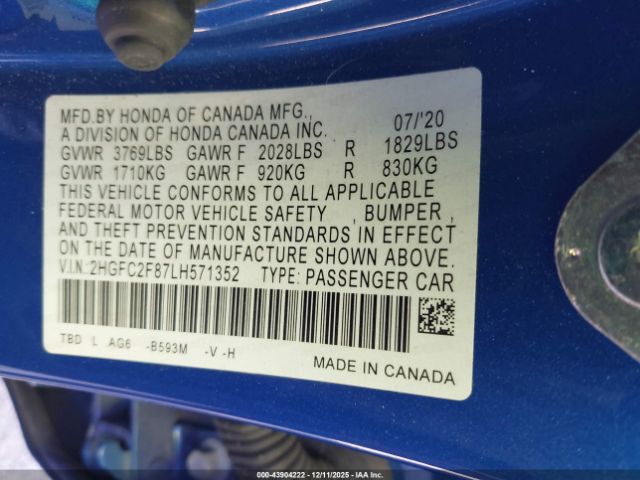 MFD.BY HONDA OF CANADA MFG., 07/'20
A DIVISION OF HONDA CANADA INC.
GVWR 3769LBS GAWR F 2028LBS R 1829LBS
GVWR 1710KG GAWR F 920KG R 830KG
THIS VEHICLE CONFORMS TO ALL APPLICABLE
FEDERAL MOTOR VEHICLE SAFETY , BUMPER ,
AND THEFT PREVENTION STANDARDS IN EFFECT
ON THE DATE OF MANUFACTURE SHOWN ABOVE.
V.I.N.:2HGFC2F87LH571352 TYPE: PASSENGER CAR
TBD L AG6 -B593M -V -H
MADE IN CANADA
000-43904222 - 12/11/2025 - IAA Inc.